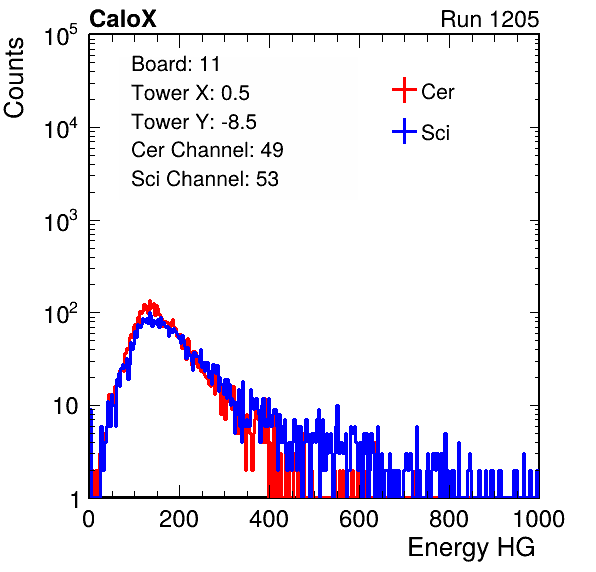 CaloX
Run 1205
Counts
10^5
10^4
10^3
10^2
10
1
Board: 11
Tower X: 0.5
Tower Y: -8.5
Cer Channel: 49
Sci Channel: 53
Cer
Sci
0 200 400 600 800 1000
Energy HG